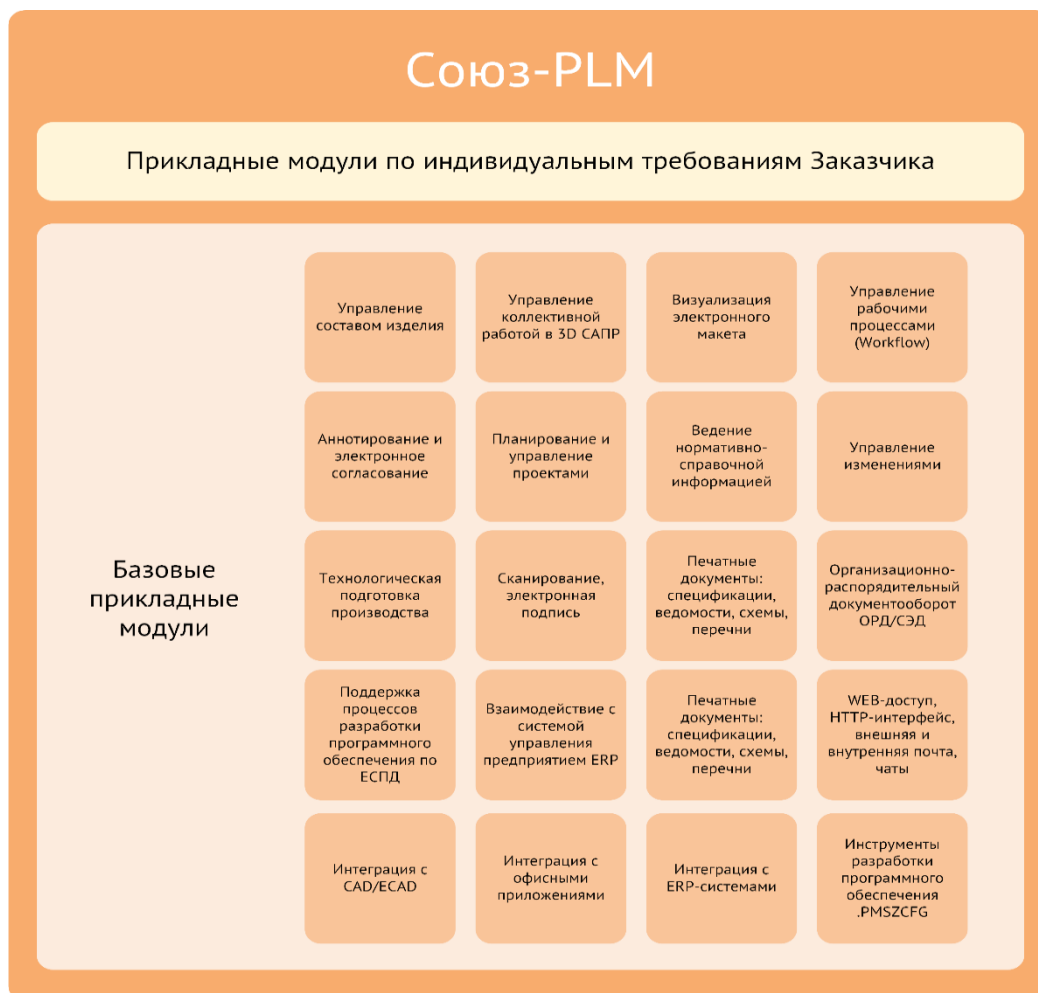 Союз-PLM
Прикладные модули по индивидуальным требованиям Заказчика
Базовые
прикладные
модули
Управление
составом изделия
Управление
коллективной
работой в 3D САПР
Визуализация
электронного
макета
Управление
рабочими
процессами
(Workflow)
Аннотирование и
электронное
согласование
Планирование и
управление
проектами
Ведение
нормативно-
справочной
информацией
Управление
изменениями
Технологическая
подготовка
производства
Сканирование,
электронная
подпись
Печатные
документы:
спецификации,
ведомости, схемы,
перечни
Организационно-
распорядительный
документооборот
ОРД/СЭД
Поддержка
процессов
разработки
программного
обеспечения по
ЕСПД
Взаимодействие с
системой
управления
предприятием ERP
Печатные
документы:
спецификации,
ведомости, схемы,
перечни
WEB-доступ,
HTTP-интерфейс,
внешняя и
внутренняя почта,
чаты
Интеграция с
CAD/ECAD
Интеграция с
офисными
приложениями
Интеграция с
ERP-системами
Инструменты
разработки
программного
обеспечения
.PMSZCFG